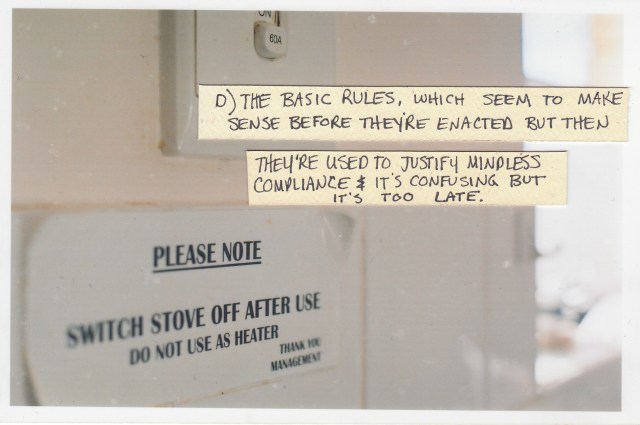 ON
60A
D) THE BASIC RULES, WHICH SEEM TO MAKE
SENSE BEFORE THEY'RE ENACTED BUT THEN
THEY'RE USED TO JUSTIFY MINDLESS
COMPLIANCE & IT'S CONFUSING BUT
IT'S TOO LATE.
PLEASE NOTE
SWITCH STOVE OFF AFTER USE
DO NOT USE AS HEATER
THANK YOU
MANAGEMENT